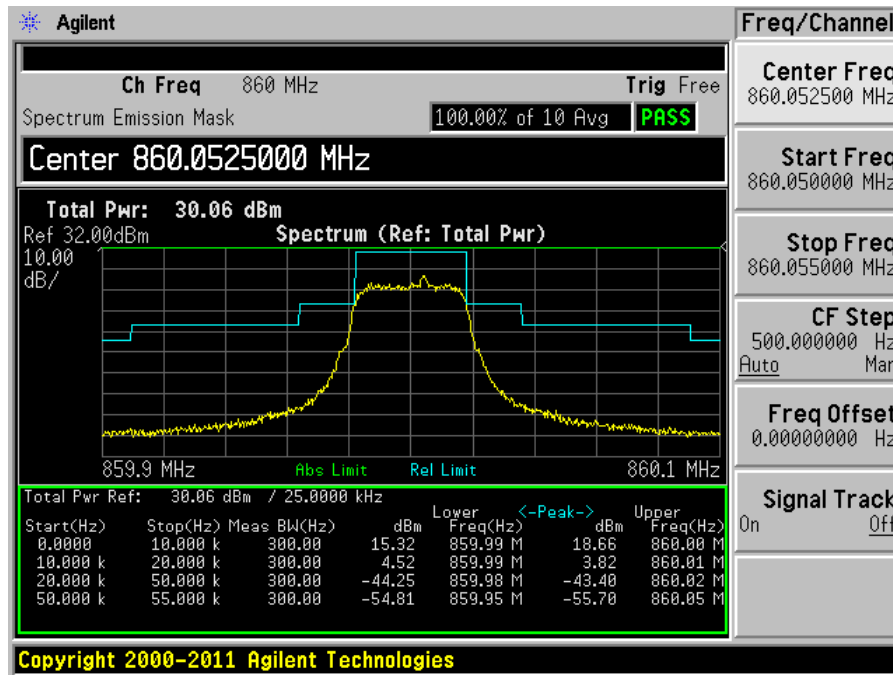 Agilent
Freq/Channel
Ch Freq 860 MHz Trig Free
Spectrum Emission Mask 100.00% of 10 Avg PASS
Center 860.0525000 MHz
Total Pwr: 30.06 dBm
Ref 32.00dBm Spectrum (Ref: Total Pwr)
10.00
dB/
859.9 MHz Abs Limit Rel Limit 860.1 MHz
Total Pwr Ref: 30.06 dBm / 25.0000 kHz
Lower <-Peak-> Upper
Start(Hz) Stop(Hz) Meas BW(Hz) dBm Freq(Hz) dBm Freq(Hz)
0.0000 10.000 k 300.00 15.32 859.99 M 18.66 860.00 M
10.000 k 20.000 k 300.00 4.52 859.99 M 3.82 860.01 M
20.000 k 50.000 k 300.00 -44.25 859.98 M -43.40 860.02 M
50.000 k 55.000 k 300.00 -54.81 859.95 M -55.70 860.05 M
Center Freq
860.052500 MHz
Start Freq
860.050000 MHz
Stop Freq
860.055000 MHz
CF Step
500.000000 Hz
Auto Man
Freq Offset
0.00000000 Hz
Signal Track
On Off
Copyright 2000-2011 Agilent Technologies